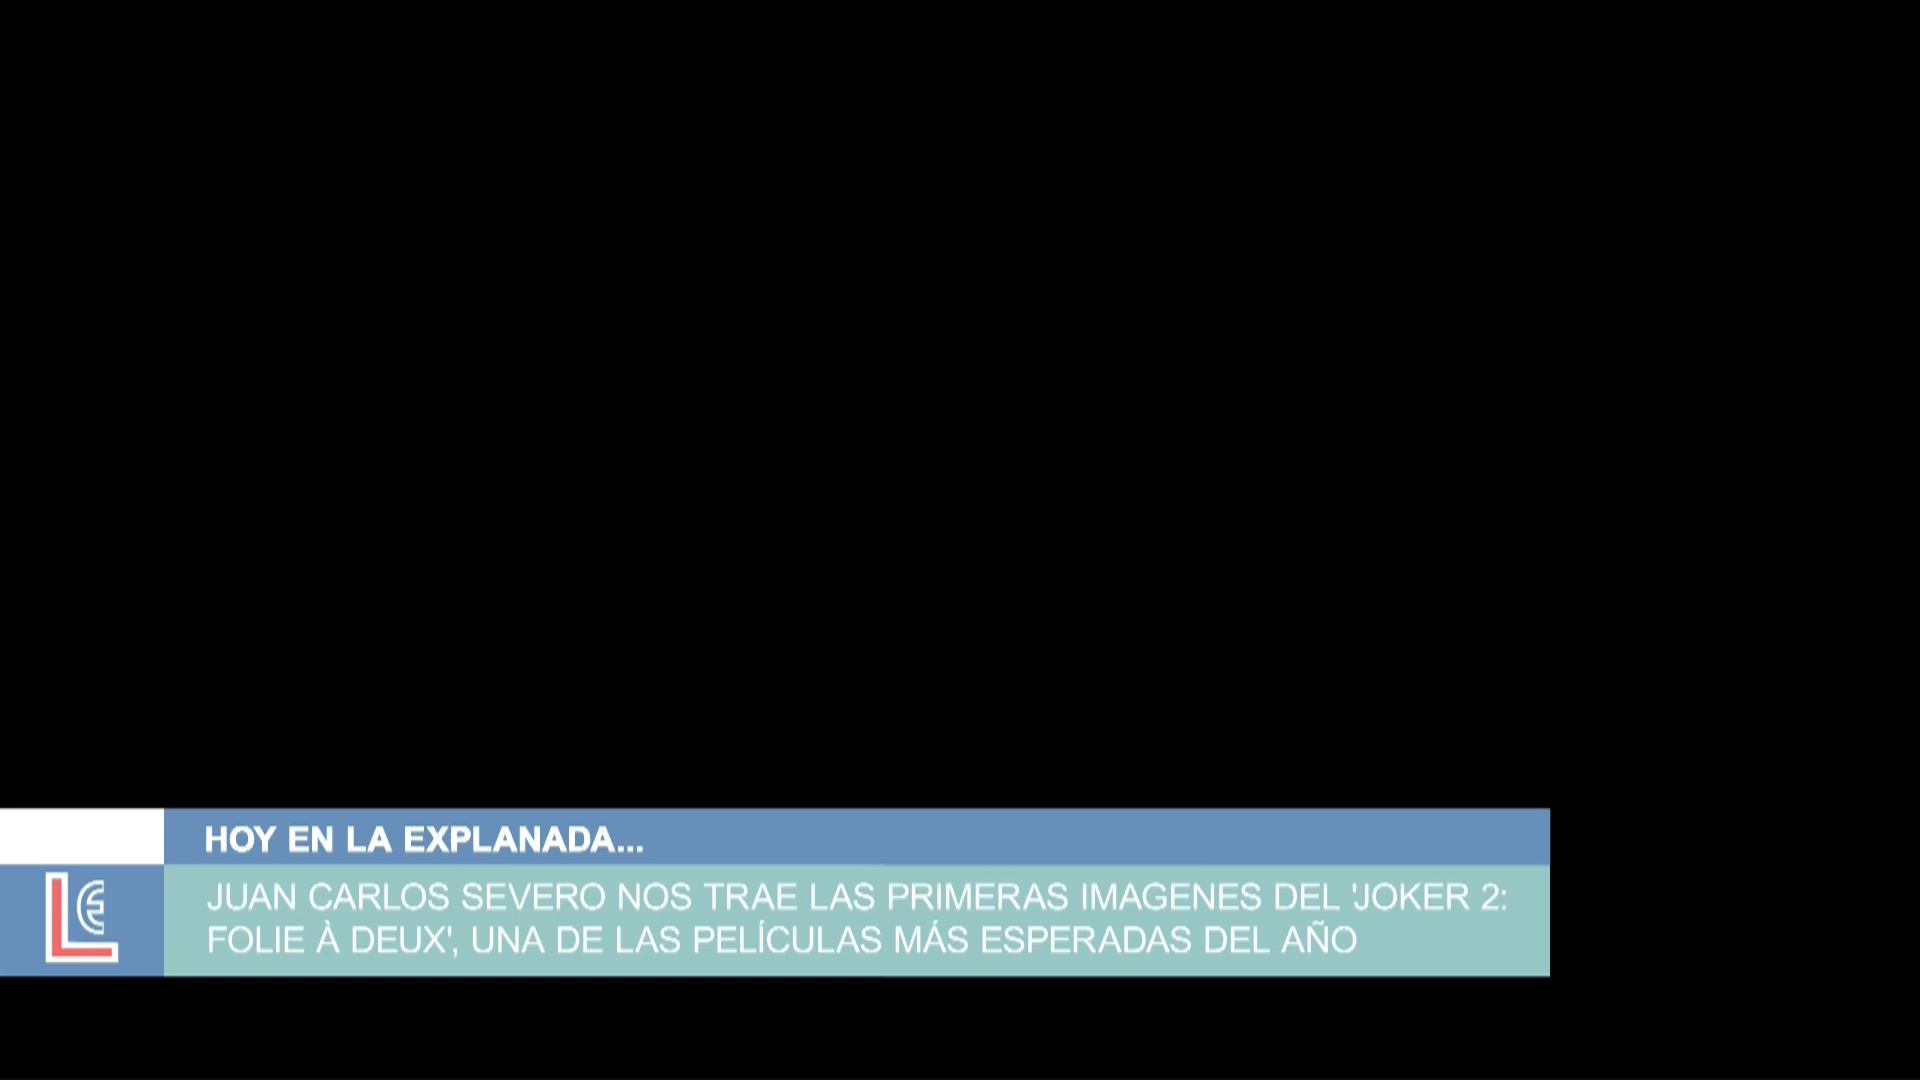 HOY EN LA EXPLANADA...
JUAN CARLOS SEVERO NOS TRAE LAS PRIMERAS IMAGENES DEL 'JOKER 2:
FOLIE À DEUX', UNA DE LAS PELÍCULAS MÁS ESPERADAS DEL AÑO
LE